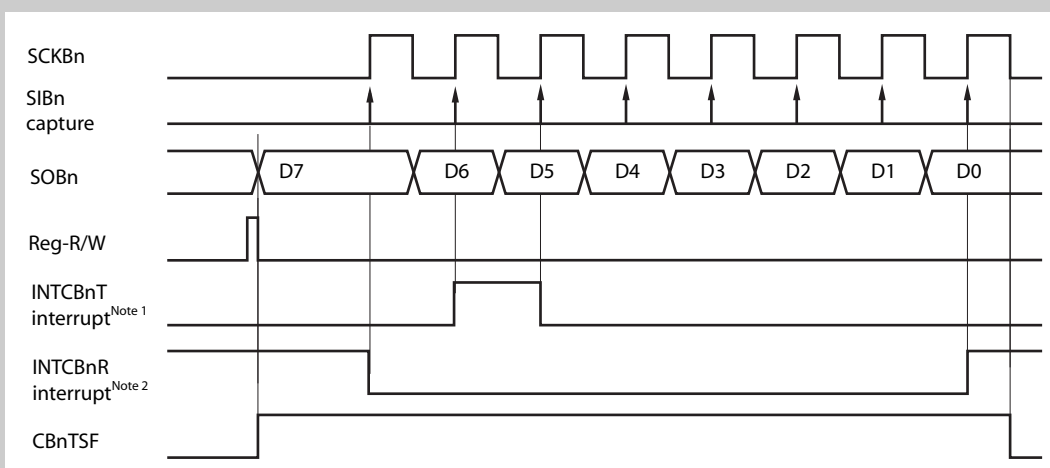 SCKBn
SIBn
capture
SOBn
D7 D6 D5 D4 D3 D2 D1 D0
Reg-R/W
INTCBnT
interruptNote 1
INTCBnR
interruptNote 2
CBnTSF